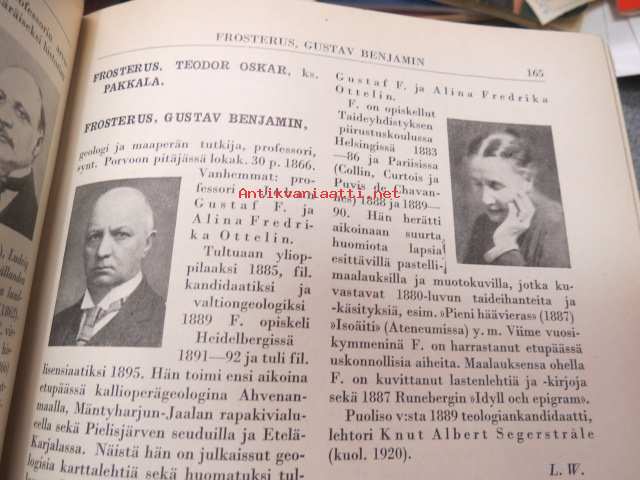 FROSTERUS, GUSTAV BENJAMIN
165
FROSTERUS, TEODOR OSKAR, ks.
PAKKALA.
FROSTERUS, GUSTAV BENJAMIN,
geologi ja maaperän tutkija, professori,
synt. Porvoon pitäjässä lokak. 30 p. 1866.
Vanhemmat: pro-
fessori
Gustaf F. ja
Alina Fredri-
ka Ottelin.
Tultuaan yliop-
pilaaksi 1885, fil.
kandidaatiksi ja
valtiongeologiksi
1889 F. opiskeli
Heidelbergissä
1891—92 ja tuli fil.
lisensiaatiksi 1895. Hän toimi ensi aikoina
etupäässä kallioperägeologina Ahvenan-
maalla, Mäntyharjun-Jaalan rapakivialu-
eella sekä Pielisjärven seuduilla ja Etelä-
Karjalassa. Näistä hän on julkaissut geo-
logisia karttalehtiä sekä huomatuksi tul-
Gustaf F. ja Alina Fredrika
Ottelin.
F. on opiskellut
Taideyhdistyksen
piirustuskoulussa
Helsingissä 1883
—86 ja Pariisissa
(Collin, Curtois ja
Puvis de Chavan-
nes) 1888 ja 1889—
90. Hän herätti
aikoinaan suurta
huomiota lapsia
esittävillä pastelli-
maalauksilla ja muotokuvilla, jotka ku-
vastavat 1880-luvun taideihanteita ja
-käsityksiä, esim. »Pieni häävieras» (1887)
»Isoäiti» (Ateneumissa) y. m. Viime vuosi-
kymmeninä F. on harrastanut etupäässä
uskonnollisia aiheita. Maalauksensa ohella
F. on kuvittanut lastenlehtiä ja -kirjoja
sekä 1887 Runebergin »Idyll och epigram».
Puoliso v:sta 1889 teologiankandidaatti,
lehtori Knut Albert Segerstråle
(kuol. 1920).
L. W.
Antikvariaatti.net